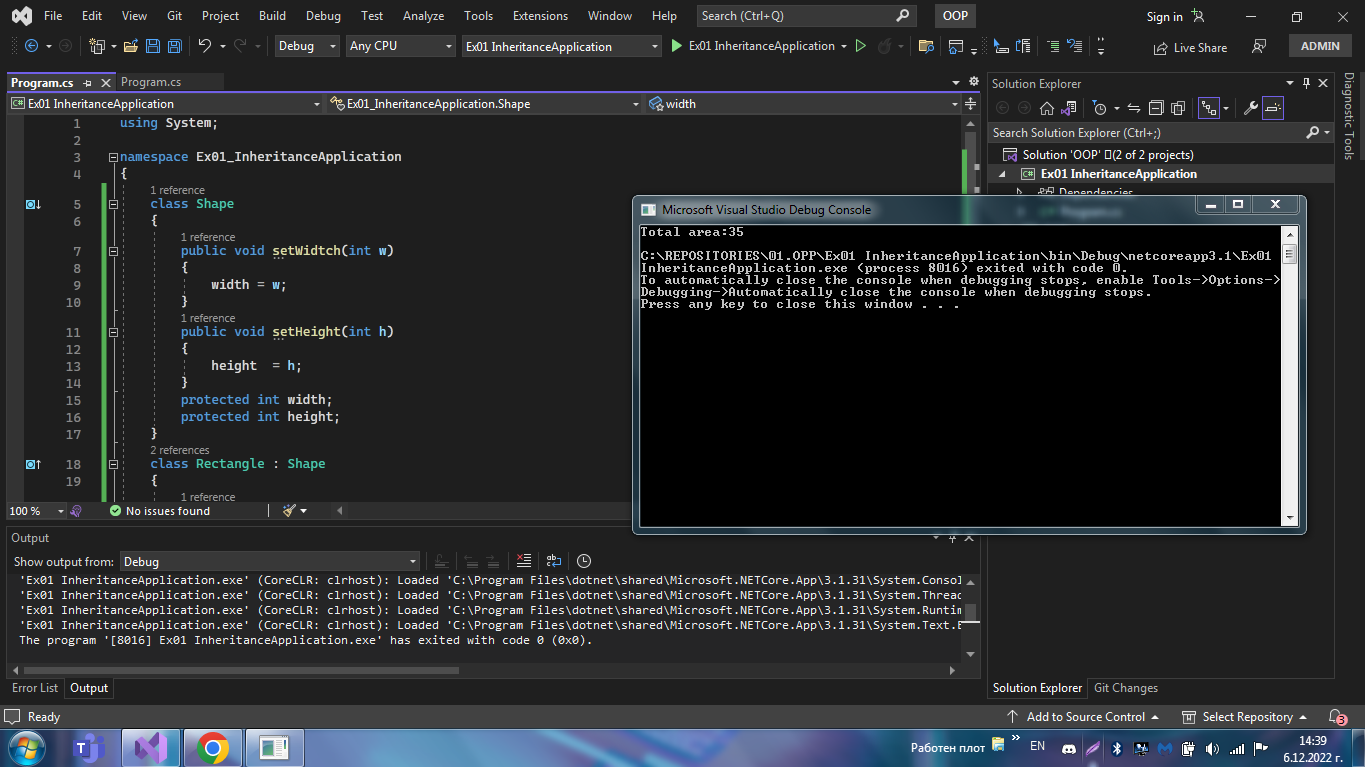 File Edit View Git Project Build Debug Test Analyze Tools Extensions Window Help Search (Ctrl+Q) OOP Sign in
Debug Any CPU Ex01 InheritanceApplication Ex01 InheritanceApplication Live Share ADMIN
Program.cs Program.cs
Ex01 InheritanceApplication Ex01_InheritanceApplication.Shape width
1 using System;
2
3 namespace Ex01_InheritanceApplication
4 {
1 reference
5 class Shape
6 {
1 reference
7 public void setWidtch(int w)
8 {
9 width = w;
10 }
1 reference
11 public void setHeight(int h)
12 {
13 height  = h;
14 }
15 protected int width;
16 protected int height;
17 }
2 references
18 class Rectangle : Shape
19 {
1 reference
100 % No issues found
Solution Explorer
Search Solution Explorer (Ctrl+;)
Solution 'OOP' (2 of 2 projects)
Ex01 InheritanceApplication
Dependencies
Program.cs
Diagnostic Tools
Microsoft Visual Studio Debug Console
Total area:35
C:\REPOSITORIES\01.OPP\Ex01 InheritanceApplication\bin\Debug\netcoreapp3.1\Ex01
InheritanceApplication.exe (process 8016) exited with code 0.
To automatically close the console when debugging stops, enable Tools->Options->
Debugging->Automatically close the console when debugging stops.
Press any key to close this window . . .
Output
Show output from: Debug
'Ex01 InheritanceApplication.exe' (CoreCLR: clrhost): Loaded 'C:\Program Files\dotnet\shared\Microsoft.NETCore.App\3.1.31\System.Consol
'Ex01 InheritanceApplication.exe' (CoreCLR: clrhost): Loaded 'C:\Program Files\dotnet\shared\Microsoft.NETCore.App\3.1.31\System.Threa
'Ex01 InheritanceApplication.exe' (CoreCLR: clrhost): Loaded 'C:\Program Files\dotnet\shared\Microsoft.NETCore.App\3.1.31\System.Runtim
'Ex01 InheritanceApplication.exe' (CoreCLR: clrhost): Loaded 'C:\Program Files\dotnet\shared\Microsoft.NETCore.App\3.1.31\System.Text.E
The program '[8016] Ex01 InheritanceApplication.exe' has exited with code 0 (0x0).
Error List Output
Solution Explorer Git Changes
Ready Add to Source Control Select Repository 3
Работен плот EN 14:39
6.12.2022 г.